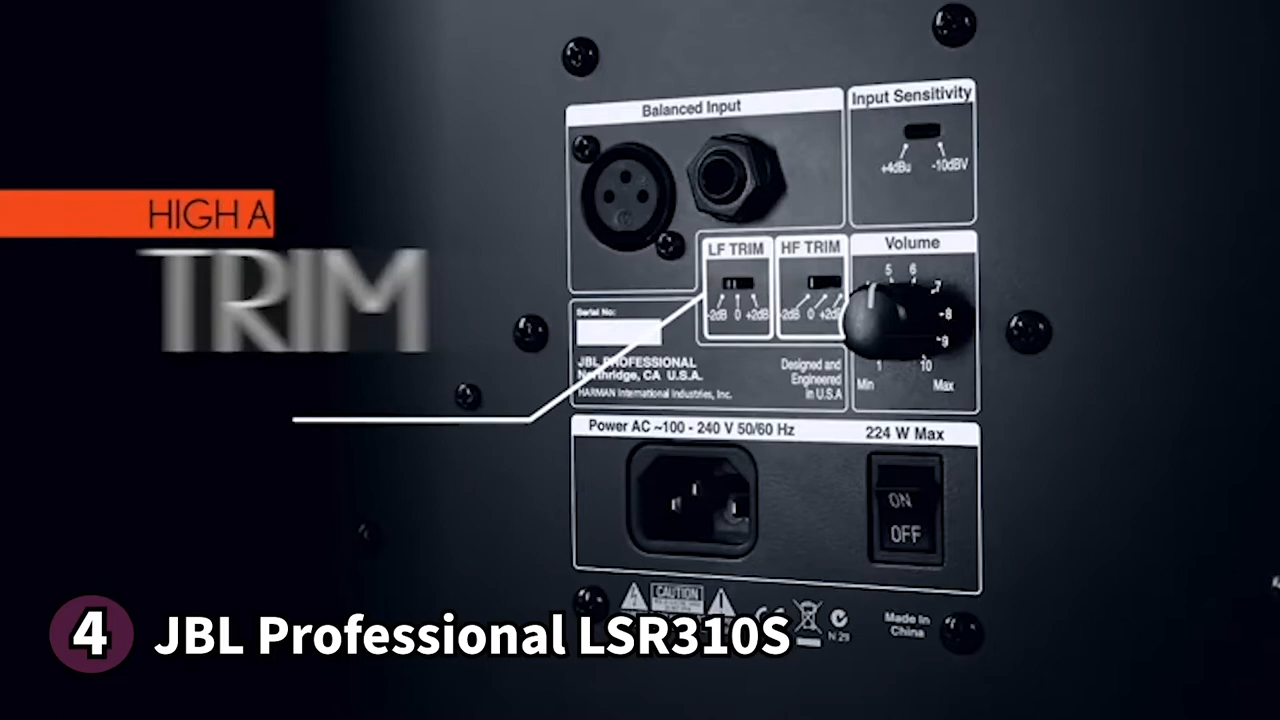 HIGH A
TRIM
Balanced Input
Input Sensitivity
+4dBu -10dBV
LF TRIM
-2dB 0 +2dB
HF TRIM
-2dB 0 +2dB
Volume
5 6
7
8
9
1 10
Min Max
Serial No:
JBL PROFESSIONAL
Northridge, CA U.S.A.
HARMAN International Industries, Inc.
Designed and
Engineered
in U.S.A
Power AC ~100 - 240 V 50/60 Hz
224 W Max
ON
OFF
CAUTION
N 29
Made In
China
4 JBL Professional LSR310S